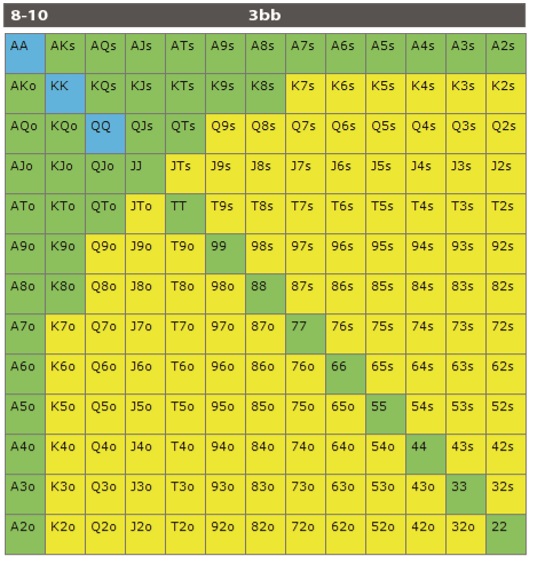 8-10 3bb
AA AKs AQs AJs ATs A9s A8s A7s A6s A5s A4s A3s A2s
AKo KK KQs KJs KTs K9s K8s K7s K6s K5s K4s K3s K2s
AQo KQo QQ QJs QTs Q9s Q8s Q7s Q6s Q5s Q4s Q3s Q2s
AJo KJo QJo JJ JTs J9s J8s J7s J6s J5s J4s J3s J2s
ATo KTo QTo JTo TT T9s T8s T7s T6s T5s T4s T3s T2s
A9o K9o Q9o J9o T9o 99 98s 97s 96s 95s 94s 93s 92s
A8o K8o Q8o J8o T8o 98o 88 87s 86s 85s 84s 83s 82s
A7o K7o Q7o J7o T7o 97o 87o 77 76s 75s 74s 73s 72s
A6o K6o Q6o J6o T6o 96o 86o 76o 66 65s 64s 63s 62s
A5o K5o Q5o J5o T5o 95o 85o 75o 65o 55 54s 53s 52s
A4o K4o Q4o J4o T4o 94o 84o 74o 64o 54o 44 43s 42s
A3o K3o Q3o J3o T3o 93o 83o 73o 63o 53o 43o 33 32s
A2o K2o Q2o J2o T2o 92o 82o 72o 62o 52o 42o 32o 22